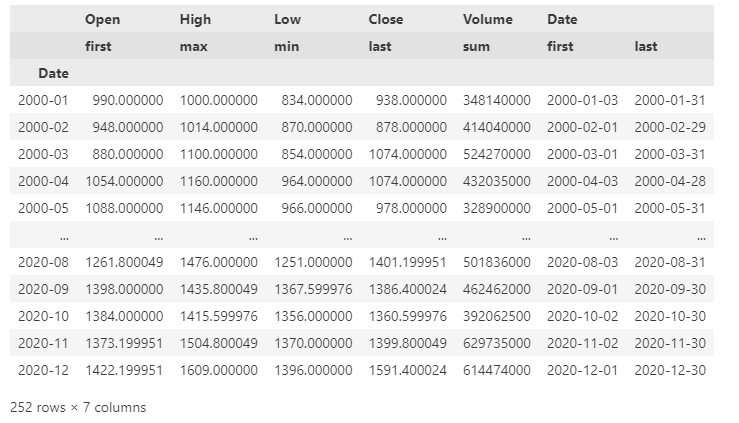 Open High Low Close Volume Date
first max min last sum first last
Date
2000-01 990.000000 1000.000000 834.000000 938.000000 348140000 2000-01-03 2000-01-31
2000-02 948.000000 1014.000000 870.000000 878.000000 414040000 2000-02-01 2000-02-29
2000-03 880.000000 1100.000000 854.000000 1074.000000 524270000 2000-03-01 2000-03-31
2000-04 1054.000000 1160.000000 964.000000 1074.000000 432035000 2000-04-03 2000-04-28
2000-05 1088.000000 1146.000000 966.000000 978.000000 328900000 2000-05-01 2000-05-31
... ... ... ... ... ... ... ...
2020-08 1261.800049 1476.000000 1251.000000 1401.199951 501836000 2020-08-03 2020-08-31
2020-09 1398.000000 1435.800049 1367.599976 1386.400024 462462000 2020-09-01 2020-09-30
2020-10 1384.000000 1415.599976 1356.000000 1360.599976 392062500 2020-10-02 2020-10-30
2020-11 1373.199951 1504.800049 1370.000000 1399.800049 629735000 2020-11-02 2020-11-30
2020-12 1422.199951 1609.000000 1396.000000 1591.400024 614474000 2020-12-01 2020-12-30
252 rows × 7 columns